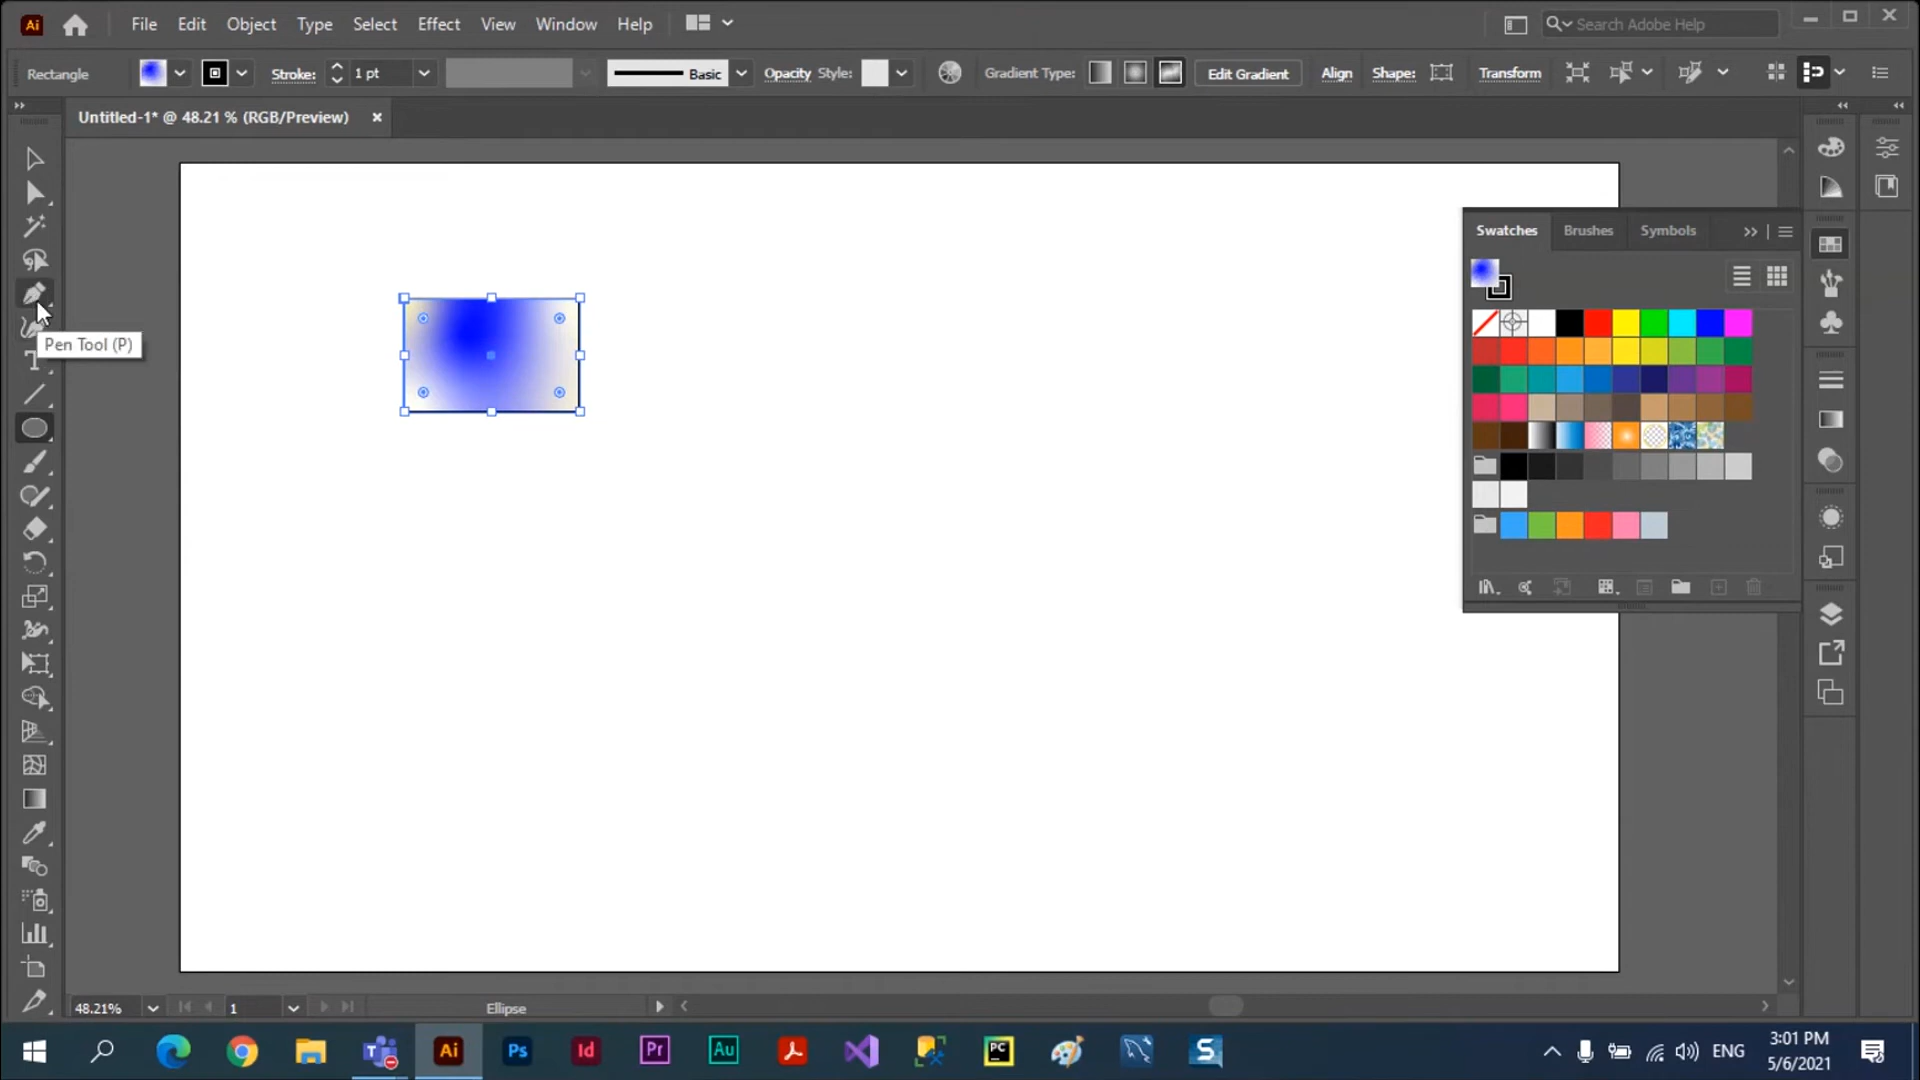 Ai File Edit Object Type Select Effect View Window Help Search Adobe Help
Rectangle Stroke: 1 pt Basic Opacity Style: Gradient Type: Edit Gradient Align Shape: Transform
Untitled-1* @ 48.21 % (RGB/Preview) ×
Swatches Brushes Symbols
Pen Tool (P)
T
48.21% 1 Ellipse
Ai Ps Id Pr Au PC S ENG
3:01 PM
5/6/2021